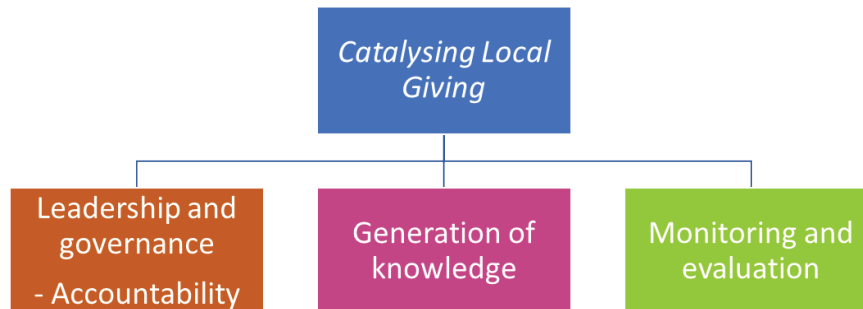 Catalysing Local
Giving
Leadership and
governance
- Accountability
Generation of
knowledge
Monitoring and
evaluation